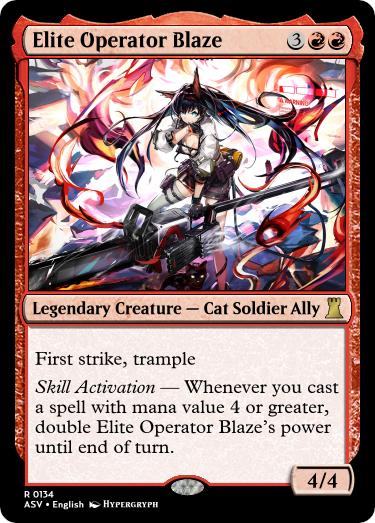 Elite Operator Blaze 3
WARNING
Legendary Creature — Cat Soldier Ally
First strike, trample
Skill Activation — Whenever you cast
a spell with mana value 4 or greater,
double Elite Operator Blaze's power
until end of turn.
4/4
R 0134
ASV • English HYPERGRYPH